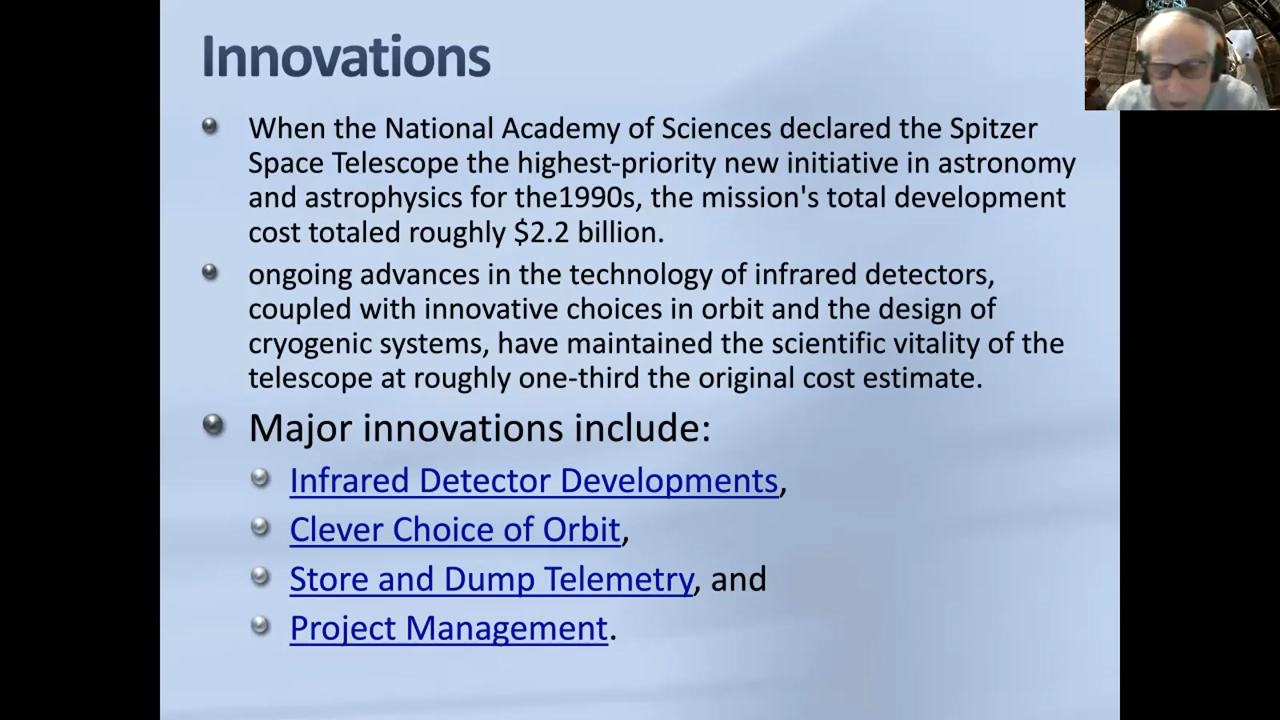 Innovations
When the National Academy of Sciences declared the Spitzer
Space Telescope the highest-priority new initiative in astronomy
and astrophysics for the1990s, the mission's total development
cost totaled roughly $2.2 billion.
ongoing advances in the technology of infrared detectors,
coupled with innovative choices in orbit and the design of
cryogenic systems, have maintained the scientific vitality of the
telescope at roughly one-third the original cost estimate.
Major innovations include:
Infrared Detector Developments,
Clever Choice of Orbit,
Store and Dump Telemetry, and
Project Management.